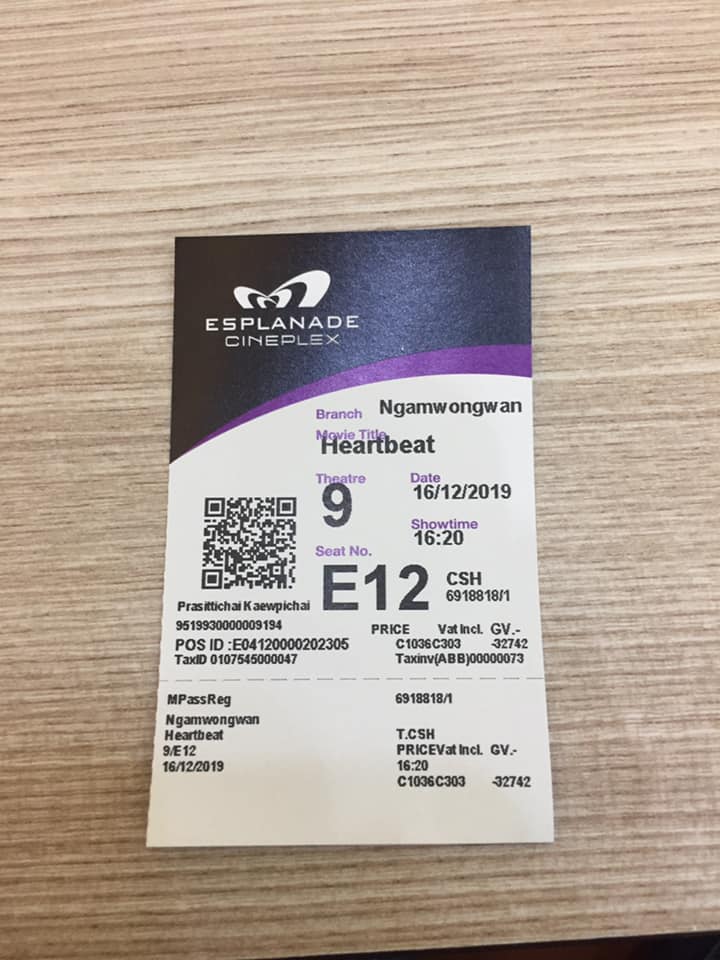 ESPLANADE
CINEPLEX
Branch Ngamwongwan
Movie Title
Heartbeat
Theatre Date
9 16/12/2019
Showtime
16:20
Seat No.
E12 CSH
6918818/1
Prasittichai Kaewpichai
9519930000009194
PRICE Vat Incl. GV.-
POS ID :E04120000202305 C1036C303 -32742
TaxID 0107545000047 Taxinv(ABB)00000073
MPassReg 6918818/1
Ngamwongwan
Heartbeat T.CSH
9/E12 PRICEVat Incl. GV.-
16/12/2019 16:20
C1036C303 -32742